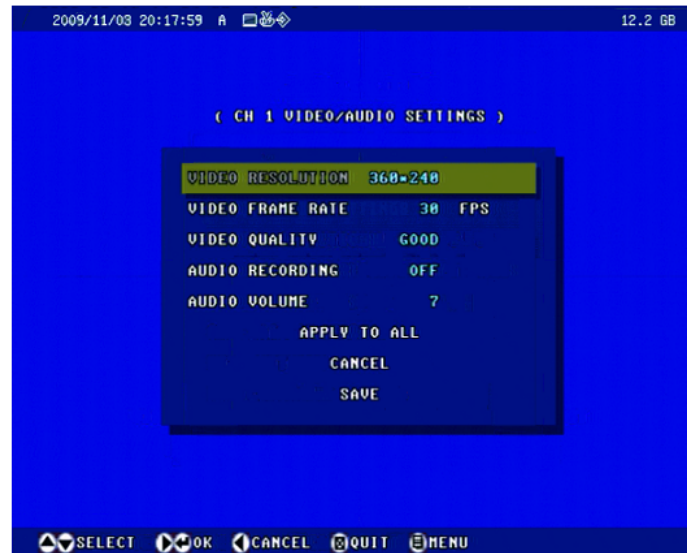 2009/11/03 20:17:59 A 12.2 GB
( CH 1 VIDEO/AUDIO SETTINGS )
VIDEO RESOLUTION 360*240
VIDEO FRAME RATE 30 FPS
VIDEO QUALITY GOOD
AUDIO RECORDING OFF
AUDIO VOLUME 7
APPLY TO ALL
CANCEL
SAVE
SELECT OK CANCEL QUIT MENU